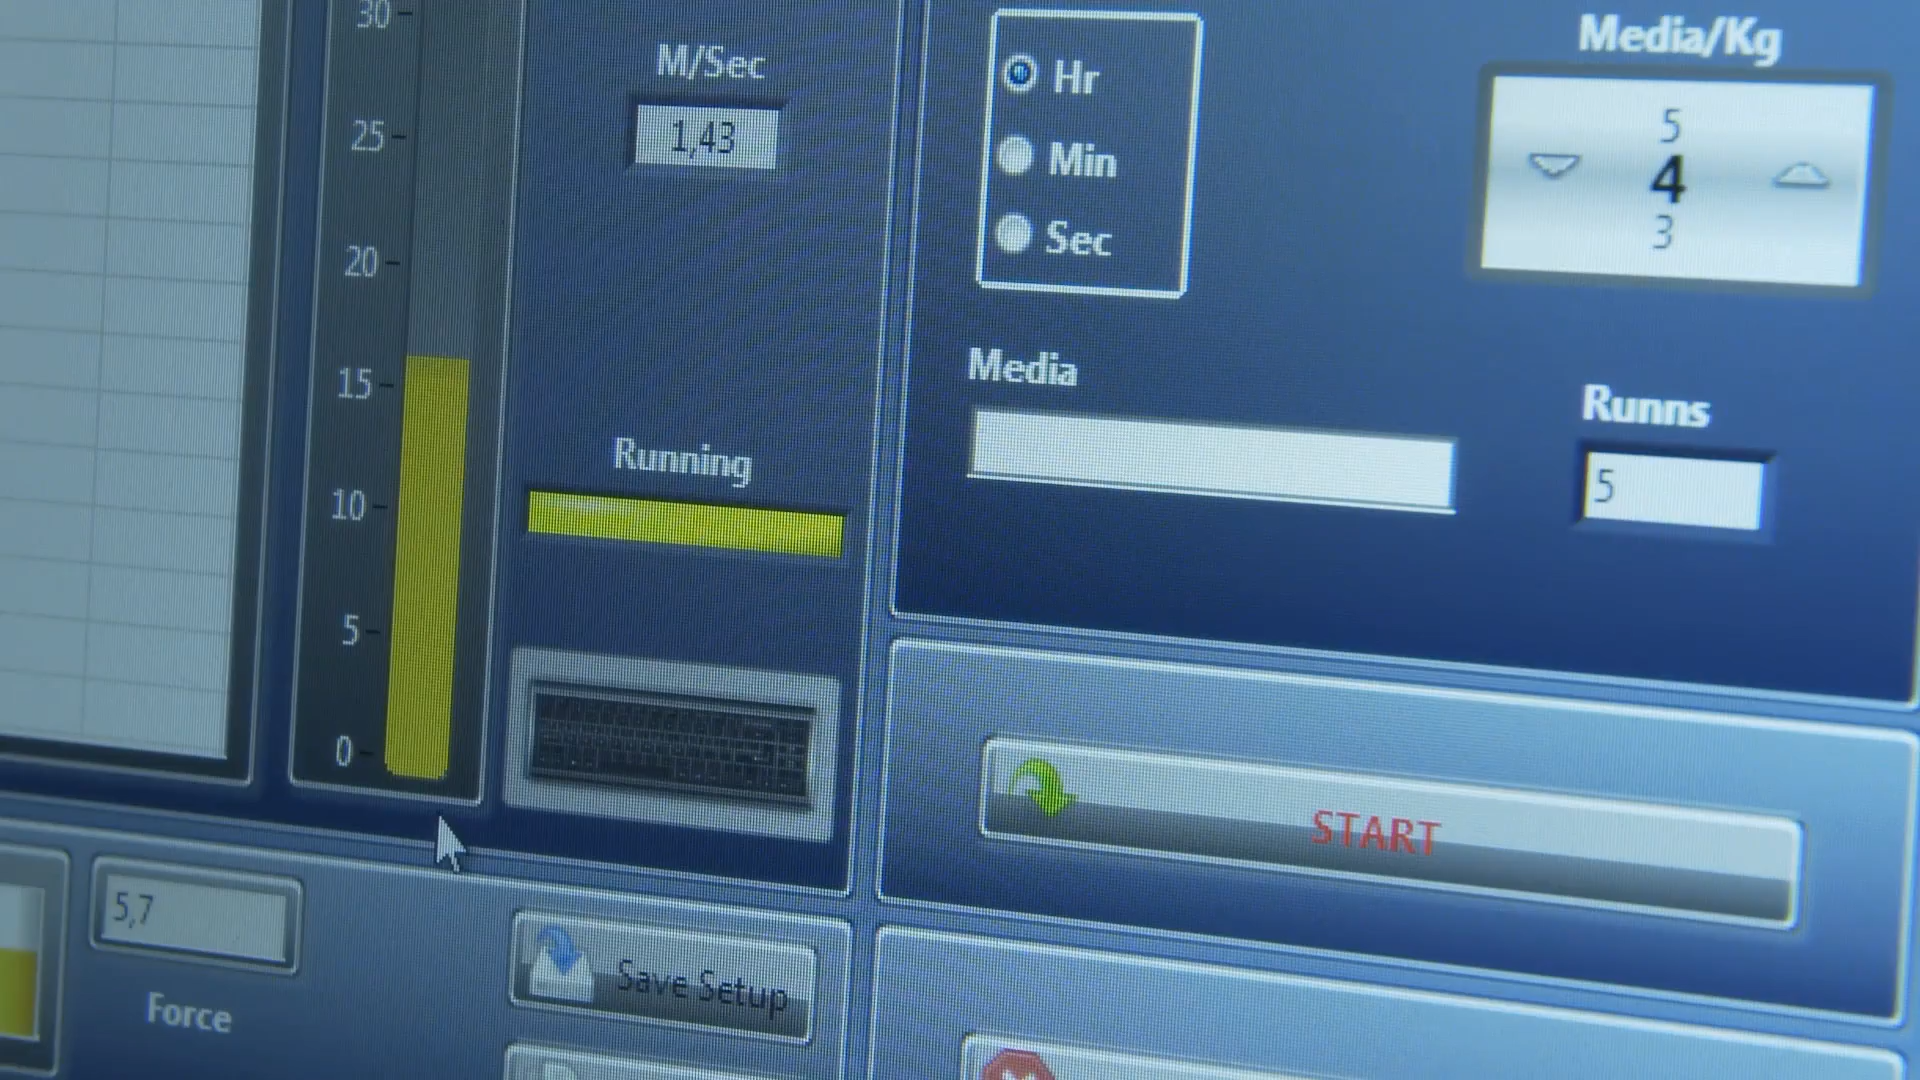 30
25
20
15
10
5
0
M/Sec
1,43
Running
Hr
Min
Sec
Media/Kg
5
4
3
Media
Runns
5
START
5,7
Force
Save Setup